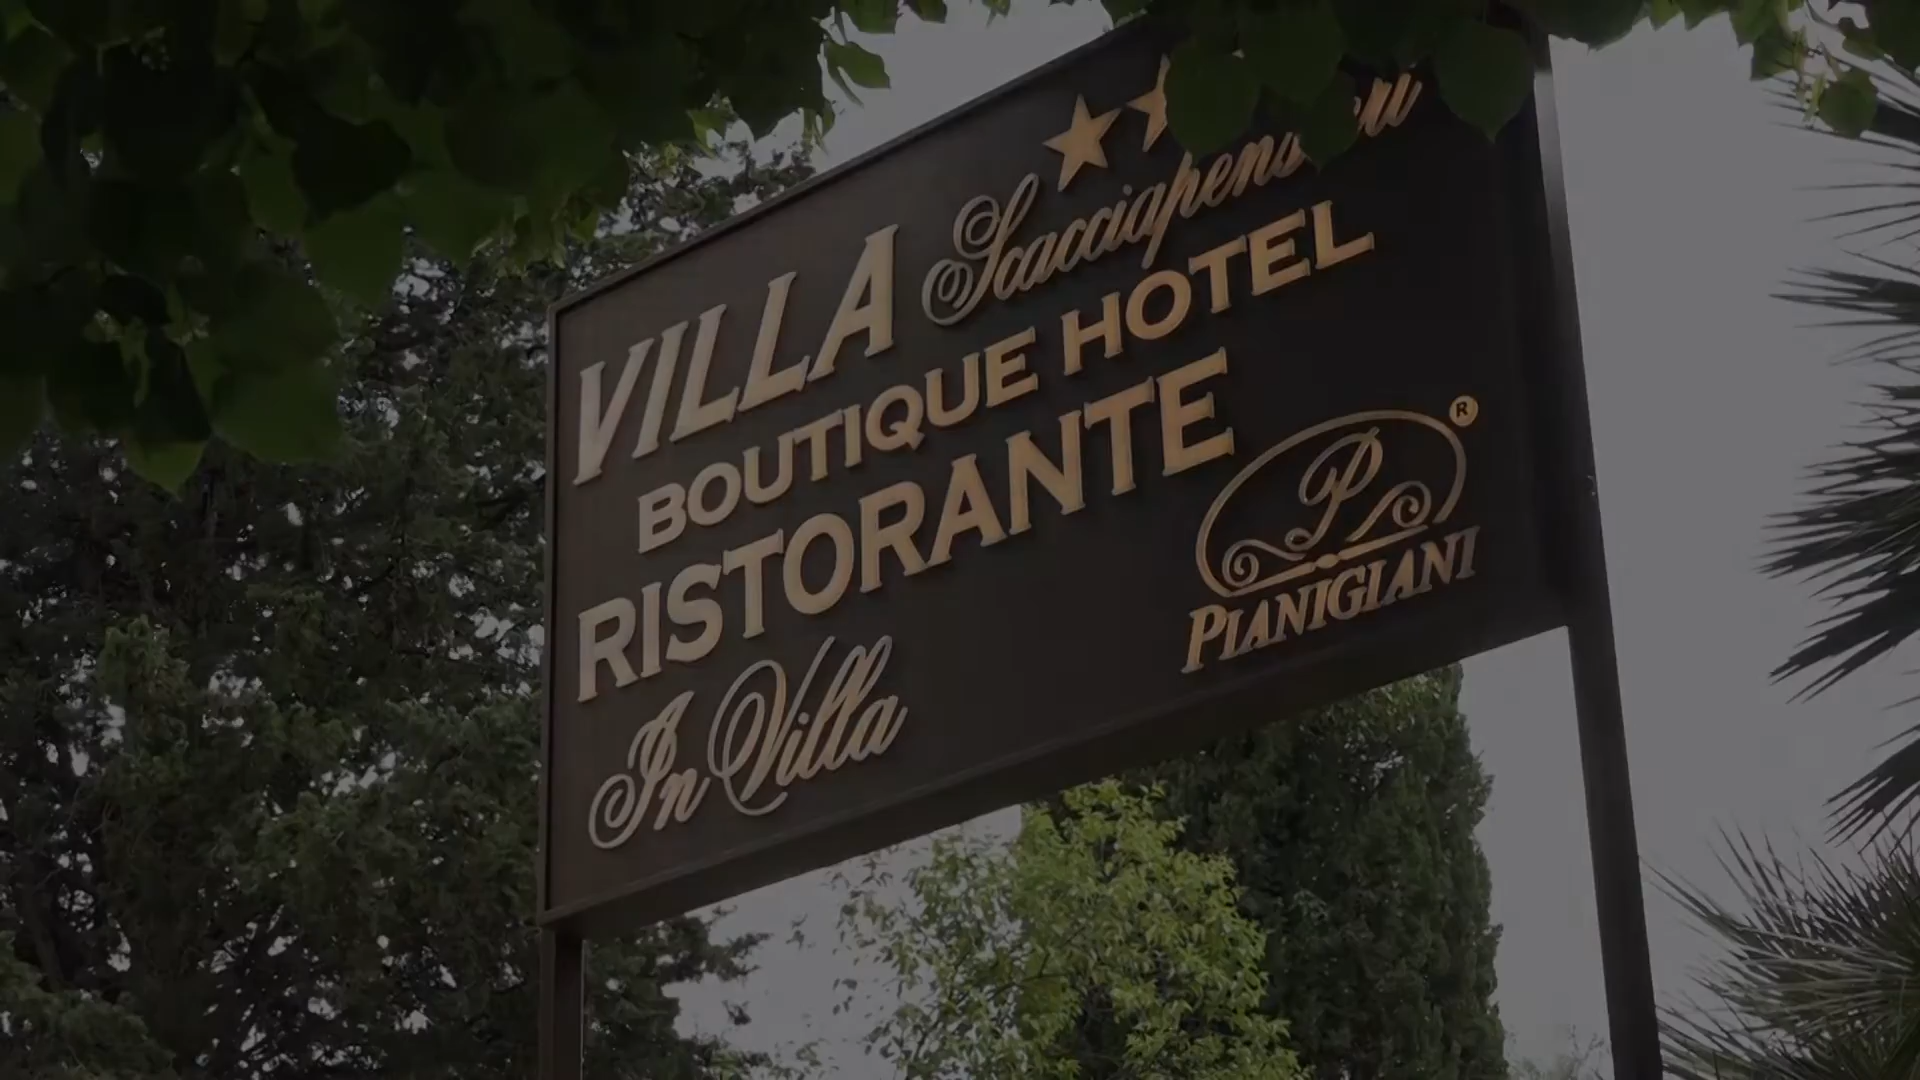 VILLA
BOUTIQUE HOTEL
RISTORANTE
In Villa
P
®
PIANIGIANI